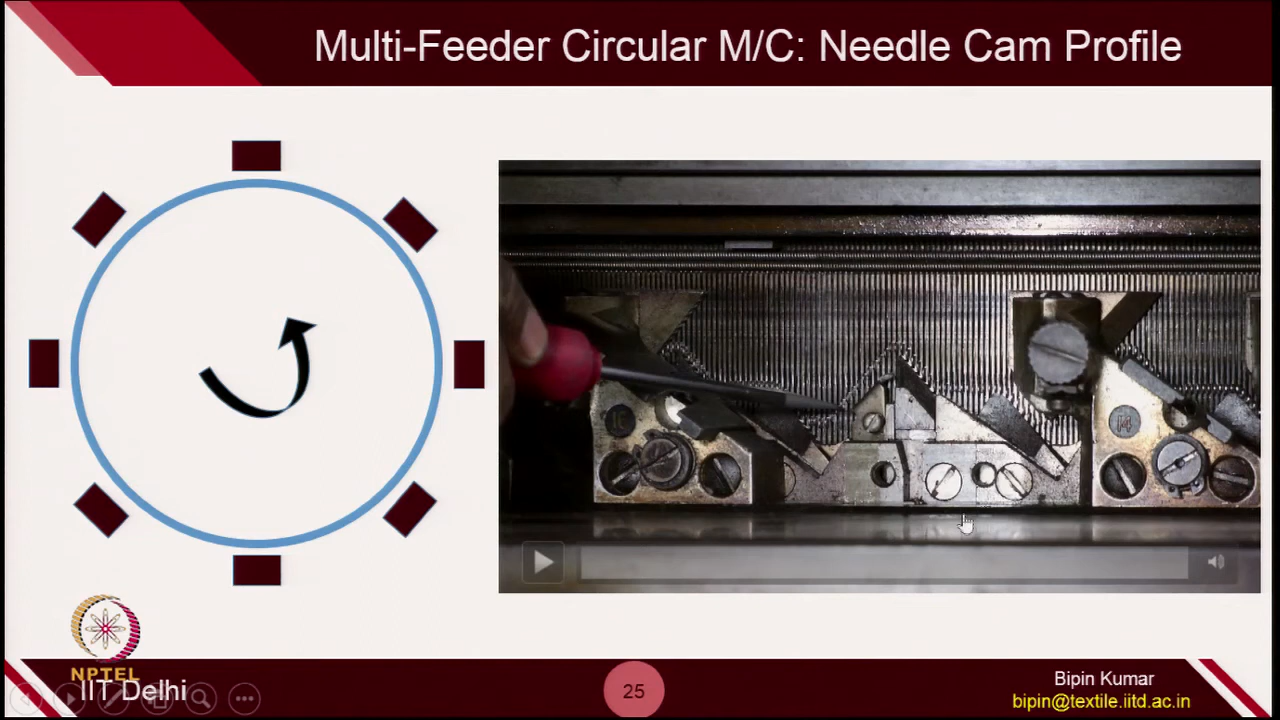 Multi-Feeder Circular M/C: Needle Cam Profile
NPTEL
IIT Delhi
25
Bipin Kumar
bipin@textile.iitd.ac.in